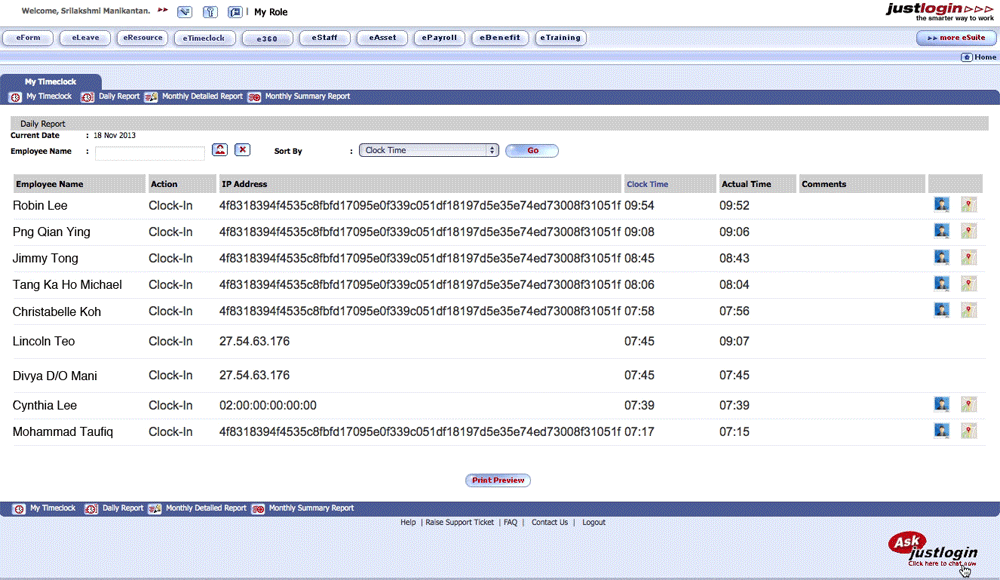 Welcome, Srilakshmi Manikantan. My Role
justlogin
the smarter way to work
eForm eLeave eResource eTimeclock e360 eStaff eAsset ePayroll eBenefit eTraining more eSuite
Home
My Timeclock
My Timeclock Daily Report Monthly Detailed Report Monthly Summary Report
Daily Report
Current Date : 18 Nov 2013
Employee Name : Sort By : Clock Time Go
Employee Name Action IP Address Clock Time Actual Time Comments
Robin Lee Clock-In 4f8318394f4535c8fbfd17095e0f339c051df18197d5e35e74ed73008f31051f 09:54 09:52
Png Qian Ying Clock-In 4f8318394f4535c8fbfd17095e0f339c051df18197d5e35e74ed73008f31051f 09:08 09:06
Jimmy Tong Clock-In 4f8318394f4535c8fbfd17095e0f339c051df18197d5e35e74ed73008f31051f 08:45 08:43
Tang Ka Ho Michael Clock-In 4f8318394f4535c8fbfd17095e0f339c051df18197d5e35e74ed73008f31051f 08:06 08:04
Christabelle Koh Clock-In 4f8318394f4535c8fbfd17095e0f339c051df18197d5e35e74ed73008f31051f 07:58 07:56
Lincoln Teo Clock-In 27.54.63.176 07:45 09:07
Divya D/O Mani Clock-In 27.54.63.176 07:45 07:45
Cynthia Lee Clock-In 02:00:00:00:00:00 07:39 07:39
Mohammad Taufiq Clock-In 4f8318394f4535c8fbfd17095e0f339c051df18197d5e35e74ed73008f31051f 07:17 07:15
Print Preview
My Timeclock Daily Report Monthly Detailed Report Monthly Summary Report
Help | Raise Support Ticket | FAQ | Contact Us | Logout
Ask
justlogin
Click here to chat now